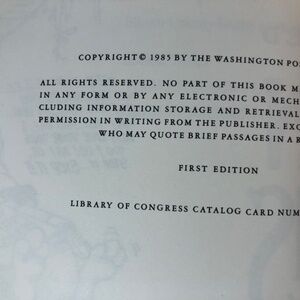 COPYRIGHT © 1985 BY THE WASHINGTON PO
ALL RIGHTS RESERVED. NO PART OF THIS BOOK M
IN ANY FORM OR BY ANY ELECTRONIC OR MECH
CLUDING INFORMATION STORAGE AND RETRIEVAL
PERMISSION IN WRITING FROM THE PUBLISHER. EXC
WHO MAY QUOTE BRIEF PASSAGES IN A R
FIRST EDITION
LIBRARY OF CONGRESS CATALOG CARD NUM